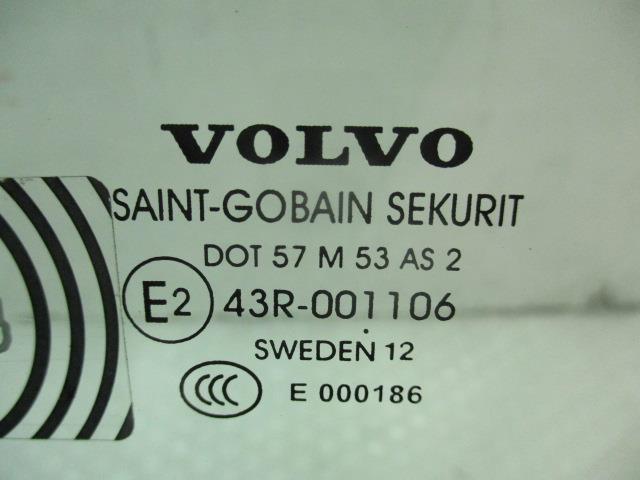 VOLVO
SAINT-GOBAIN SEKURIT
DOT 57 M 53 AS 2
E2 43R-001106
SWEDEN 12
CCC E 000186